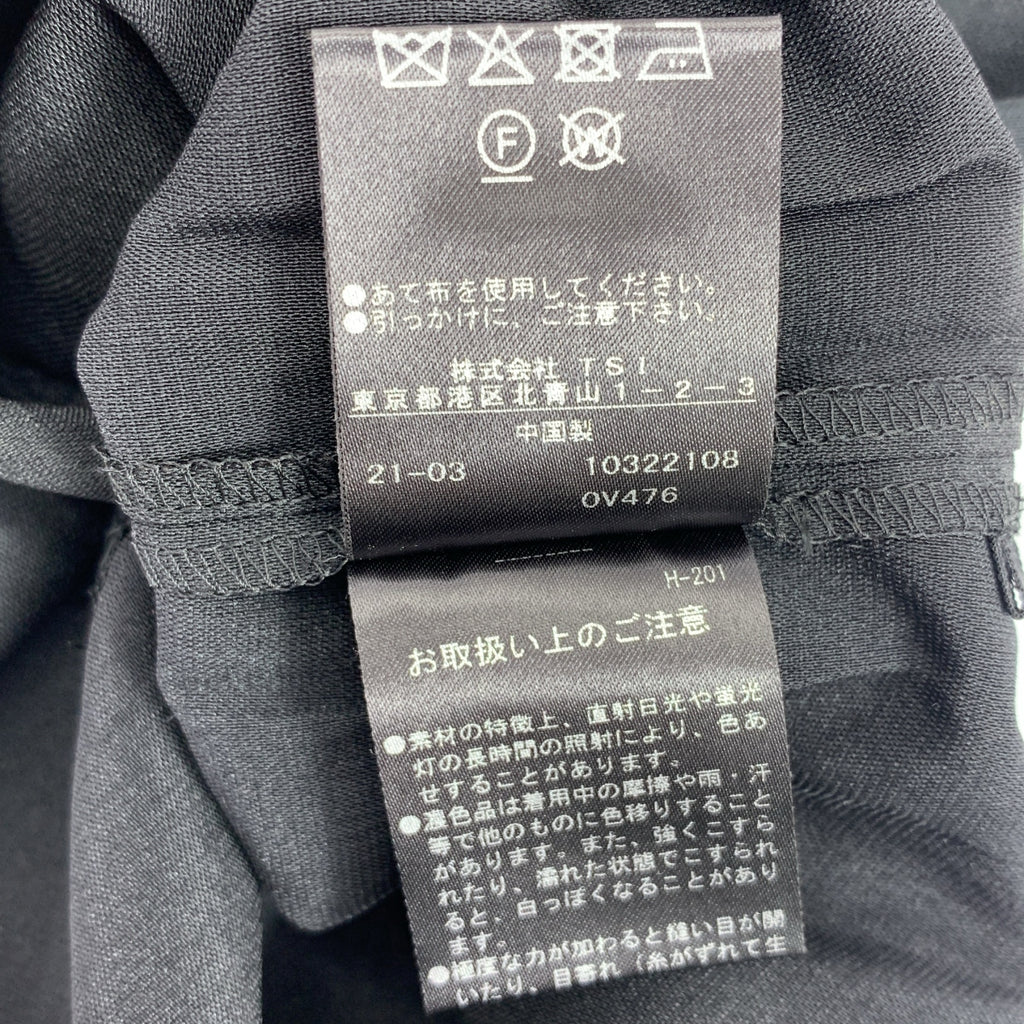 F W
●あて布を使用してください。
●引っかけに、ご注意下さい。
株式会社 TSI
東京都港区北青山1-2-3
中国製
21-03 10322108
0V476
H-201
お取扱い上のご注意
●素材の特徴上、直射日光や蛍光
灯の長時間の照射により、色あ
せすることがあります。
●濃色品は着用中の摩擦や雨・汗
等で他のものに色移りすること
があります。また、強くこすら
れたり、濡れた状態でこすられ
ると、白っぽくなることがあり
ます。
●極度な力が加わると縫い目が開
いたり、目寄れ（糸がずれて生